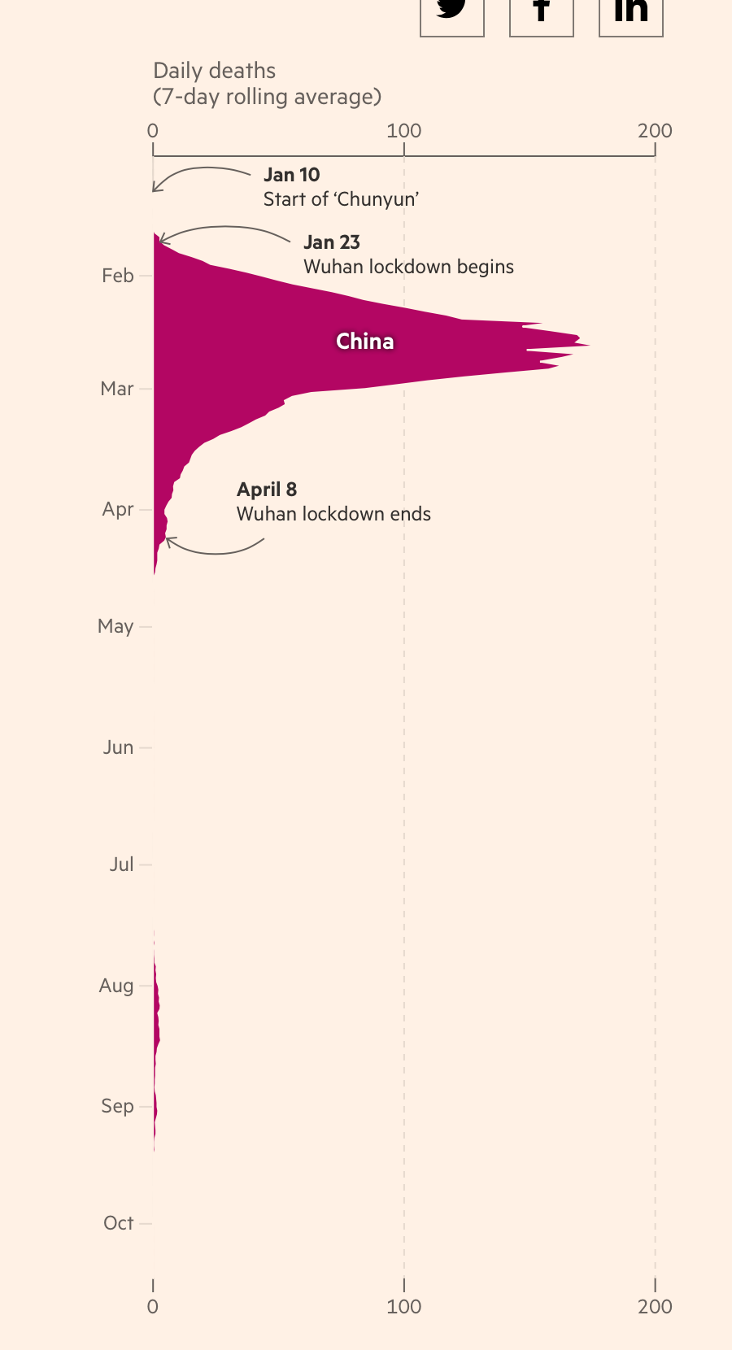 in
Daily deaths
(7-day rolling average)
0 100 200
Jan 10
Start of ‘Chunyun’
Jan 23
Wuhan lockdown begins
Feb
China
Mar
April 8
Apr
Wuhan lockdown ends
May
Jun
Jul
Aug
Sep
Oct
0 100 200